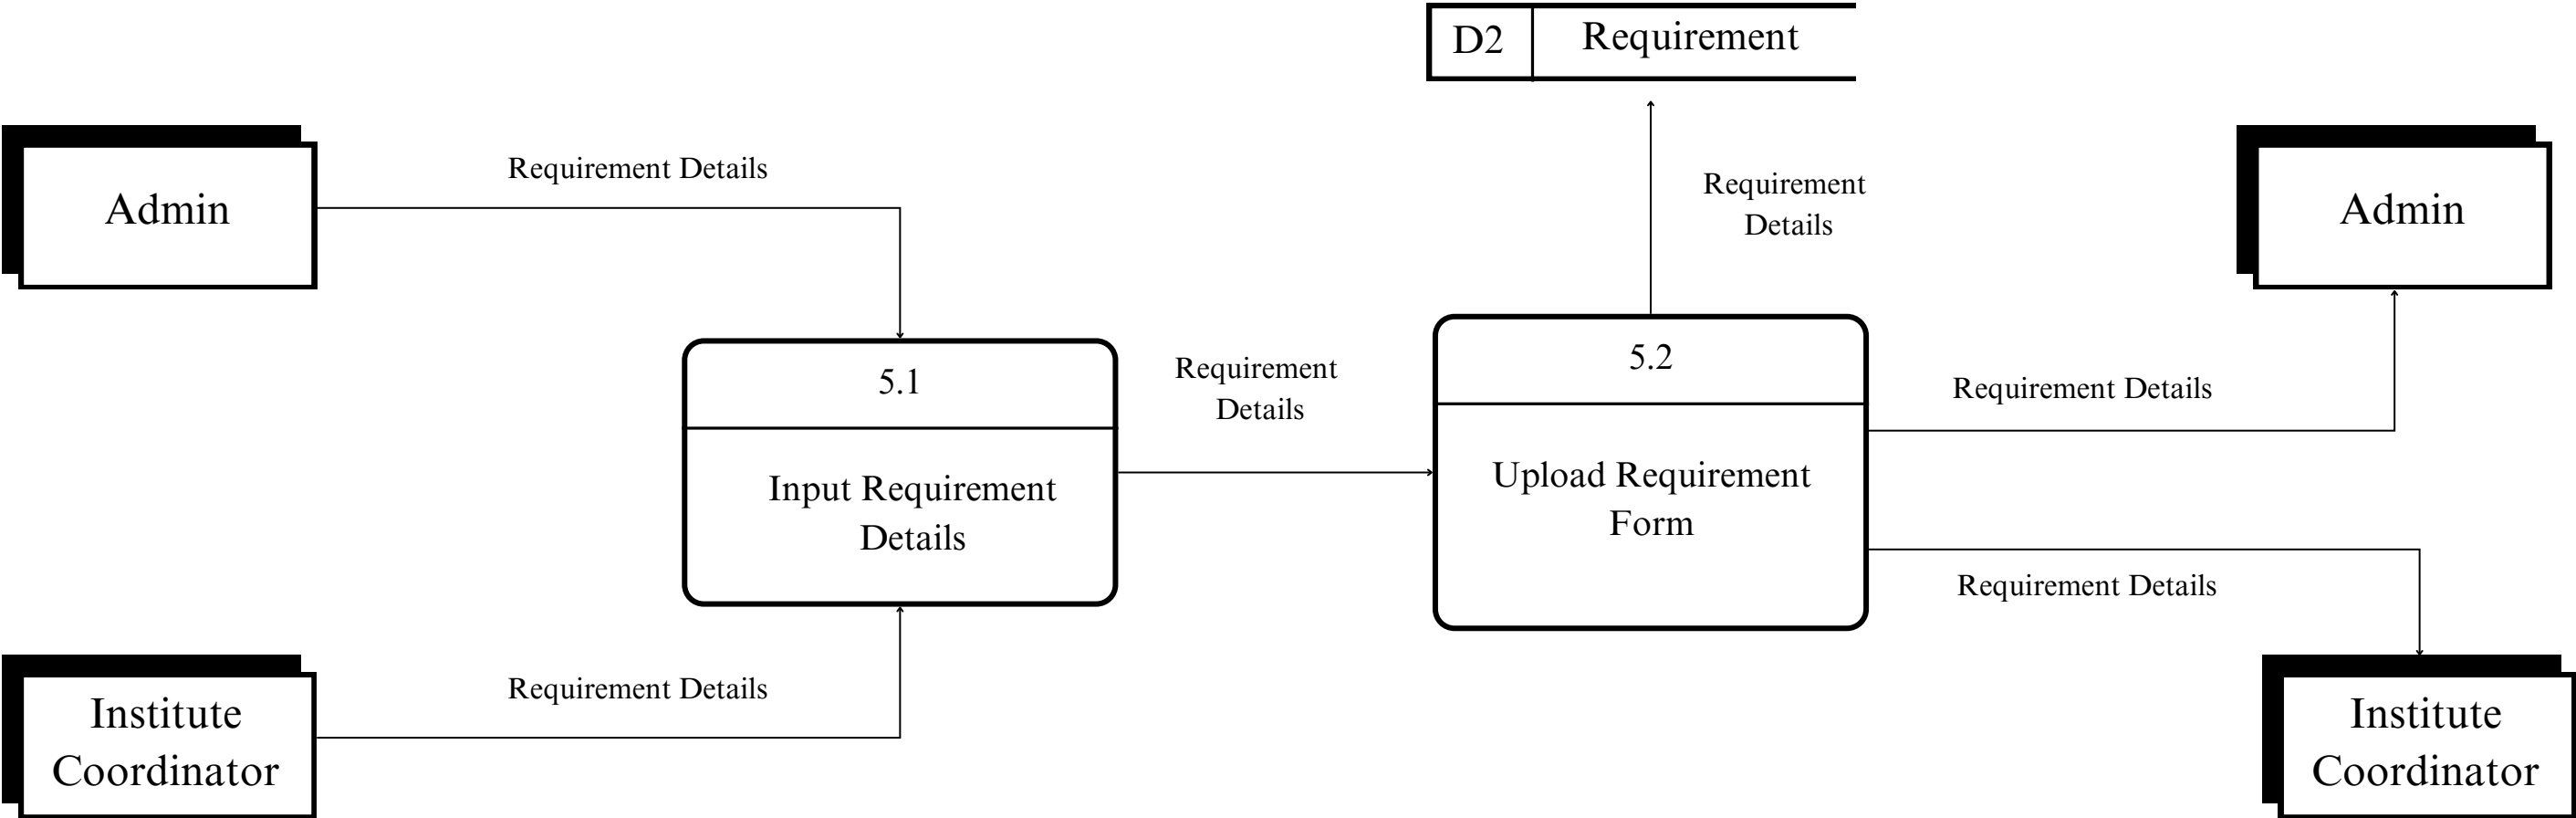 D2
Requirement
Admin
Requirement Details
Requirement
Details
Admin
5.1
Input Requirement
Details
Requirement
Details
5.2
Upload Requirement
Form
Requirement Details
Requirement Details
Institute
Coordinator
Requirement Details
Institute
Coordinator